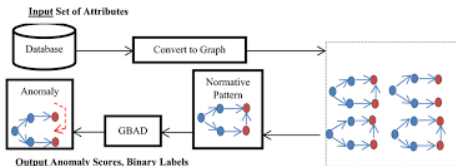 Input Set of Attributes
Database
Convert to Graph
Anomaly
GBAD
Normative
Pattern
Output Anomaly Scores, Binary Labels